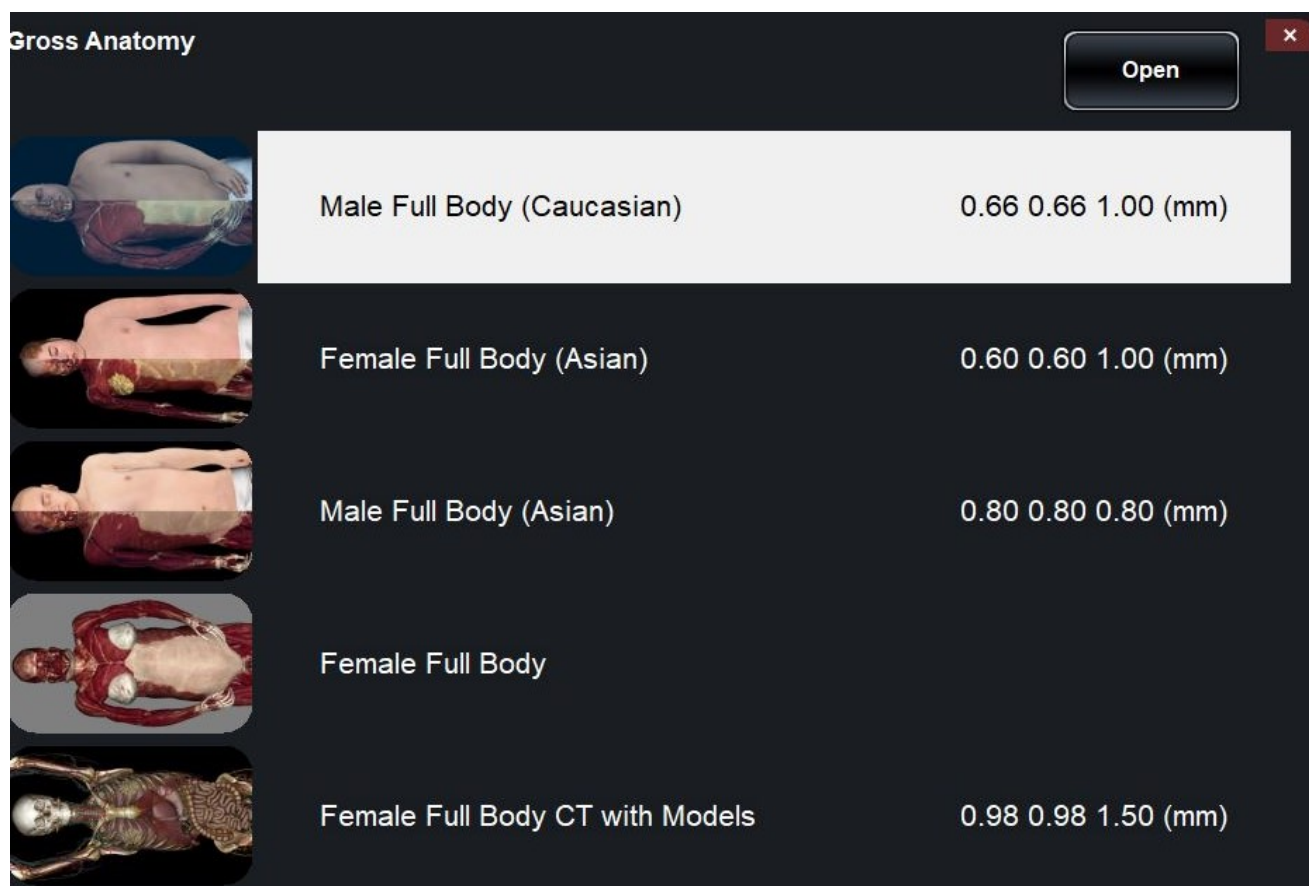 Gross Anatomy
Open
×
Male Full Body (Caucasian) 0.66 0.66 1.00 (mm)
Female Full Body (Asian) 0.60 0.60 1.00 (mm)
Male Full Body (Asian) 0.80 0.80 0.80 (mm)
Female Full Body
Female Full Body CT with Models 0.98 0.98 1.50 (mm)